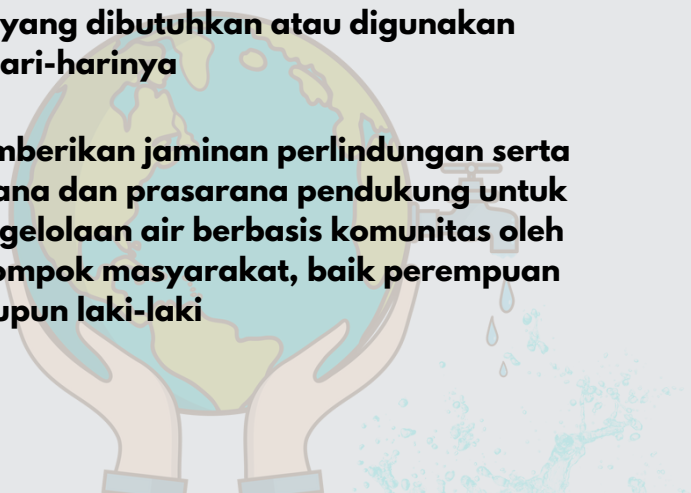 yang dibutuhkan atau digunakan
ari-harinya
mberikan jaminan perlindungan serta
ana dan prasarana pendukung untuk
gelolaan air berbasis komunitas oleh
ompok masyarakat, baik perempuan
upun laki-laki